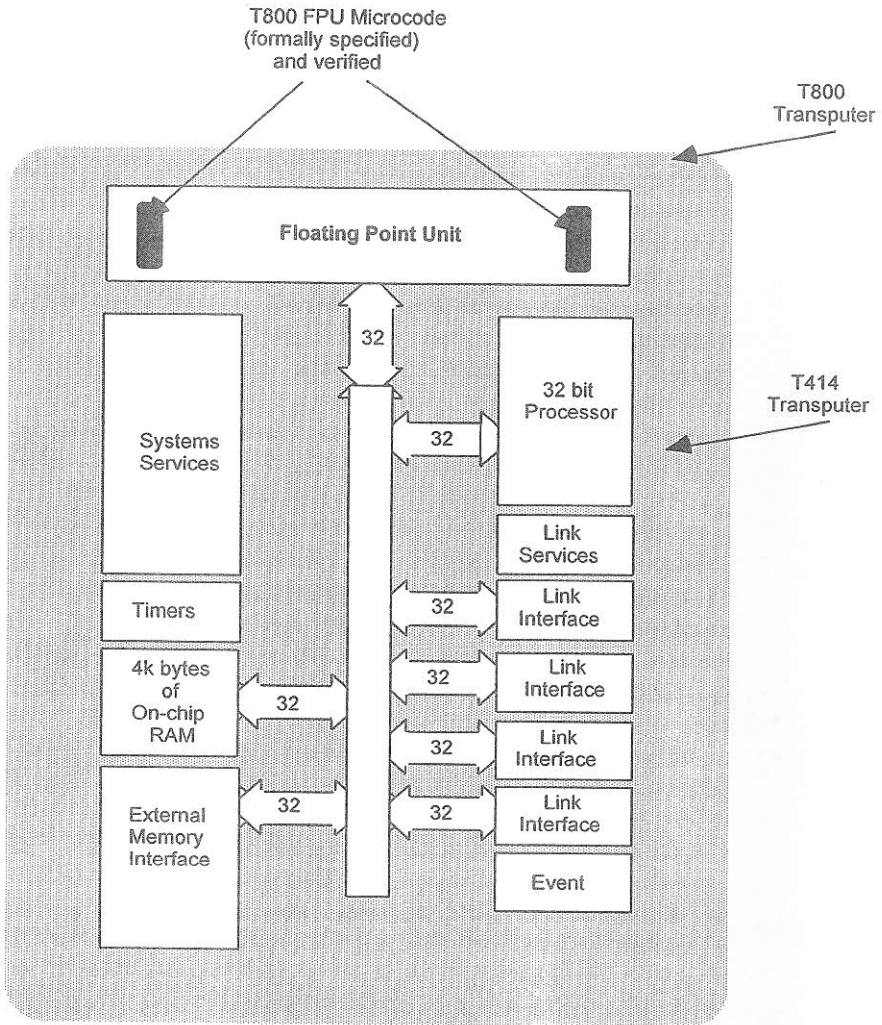 T800 FPU Microcode
(formally specified)
and verified
T800
Transputer
Floating Point Unit
32
32 bit
Processor
T414
Transputer
32
Systems
Services
Link
Services
Timers
32
Link
Interface
4k bytes
of
On-chip
RAM
32
32
Link
Interface
32
Link
Interface
External
Memory
Interface
32
32
Link
Interface
Event